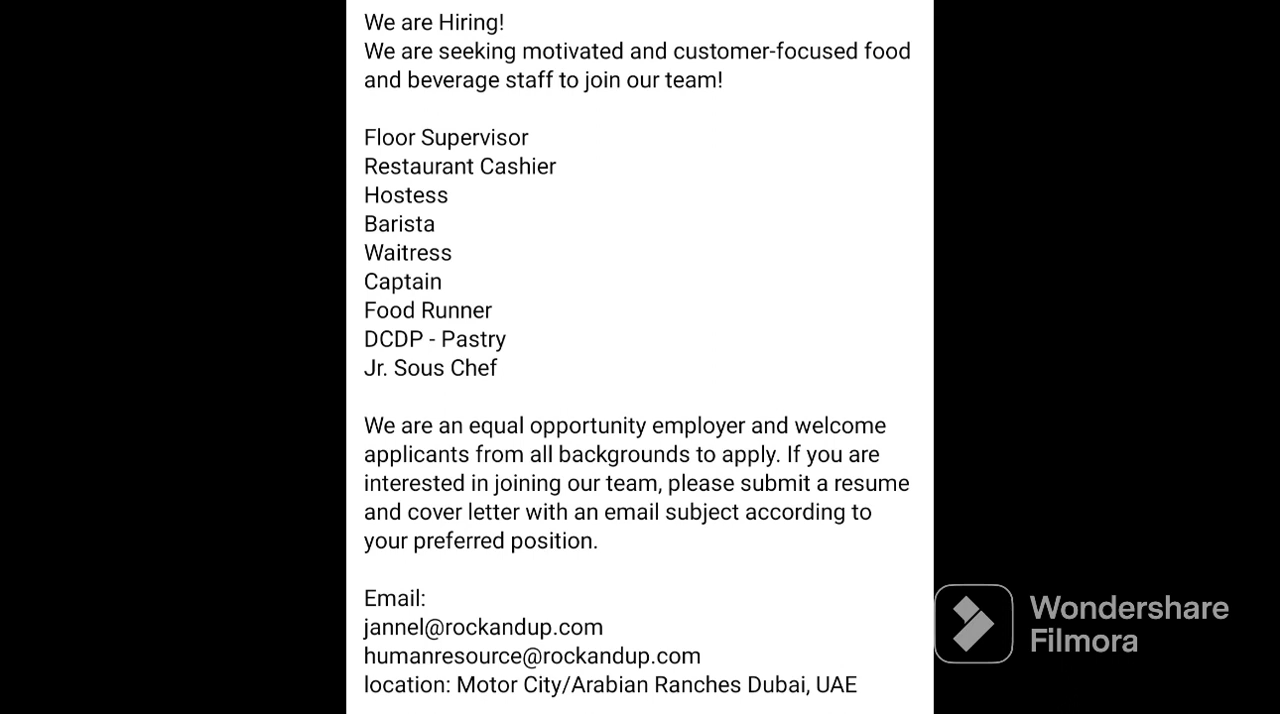 We are Hiring!
We are seeking motivated and customer-focused food
and beverage staff to join our team!
Floor Supervisor
Restaurant Cashier
Hostess
Barista
Waitress
Captain
Food Runner
DCDP - Pastry
Jr. Sous Chef
We are an equal opportunity employer and welcome
applicants from all backgrounds to apply. If you are
interested in joining our team, please submit a resume
and cover letter with an email subject according to
your preferred position.
Email:
jannel@rockandup.com
humanresource@rockandup.com
location: Motor City/Arabian Ranches Dubai, UAE
Wondershare
Filmora